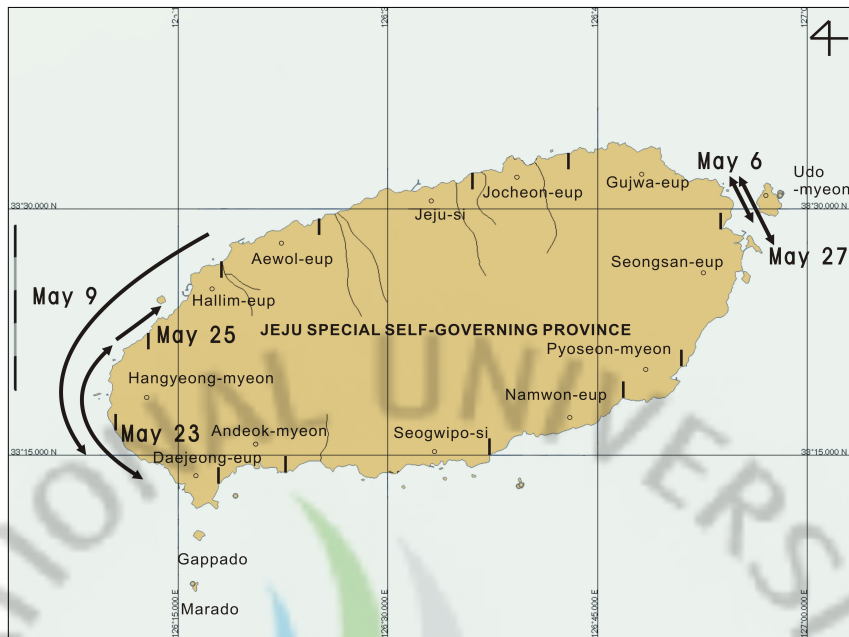 May 6
Udo
-myeon
Gujwa-eup
Jocheon-eup
33°30.000 N
33°30.000 N
Jeju-si
Aewol-eup
Seongsan-eup
May 27
May 9
Hallim-eup
May 25
JEJU SPECIAL SELF-GOVERNING PROVINCE
Pyoseon-myeon
Hangyeong-myeon
Namwon-eup
May 23
Andeok-myeon
Seogwipo-si
33°15.000 N
33°15.000 N
Daejeong-eup
Gappado
Marado
126°15.000 E
126°30.000 E
126°45.000 E
127°00.000 E
ONAL UNIVERSI